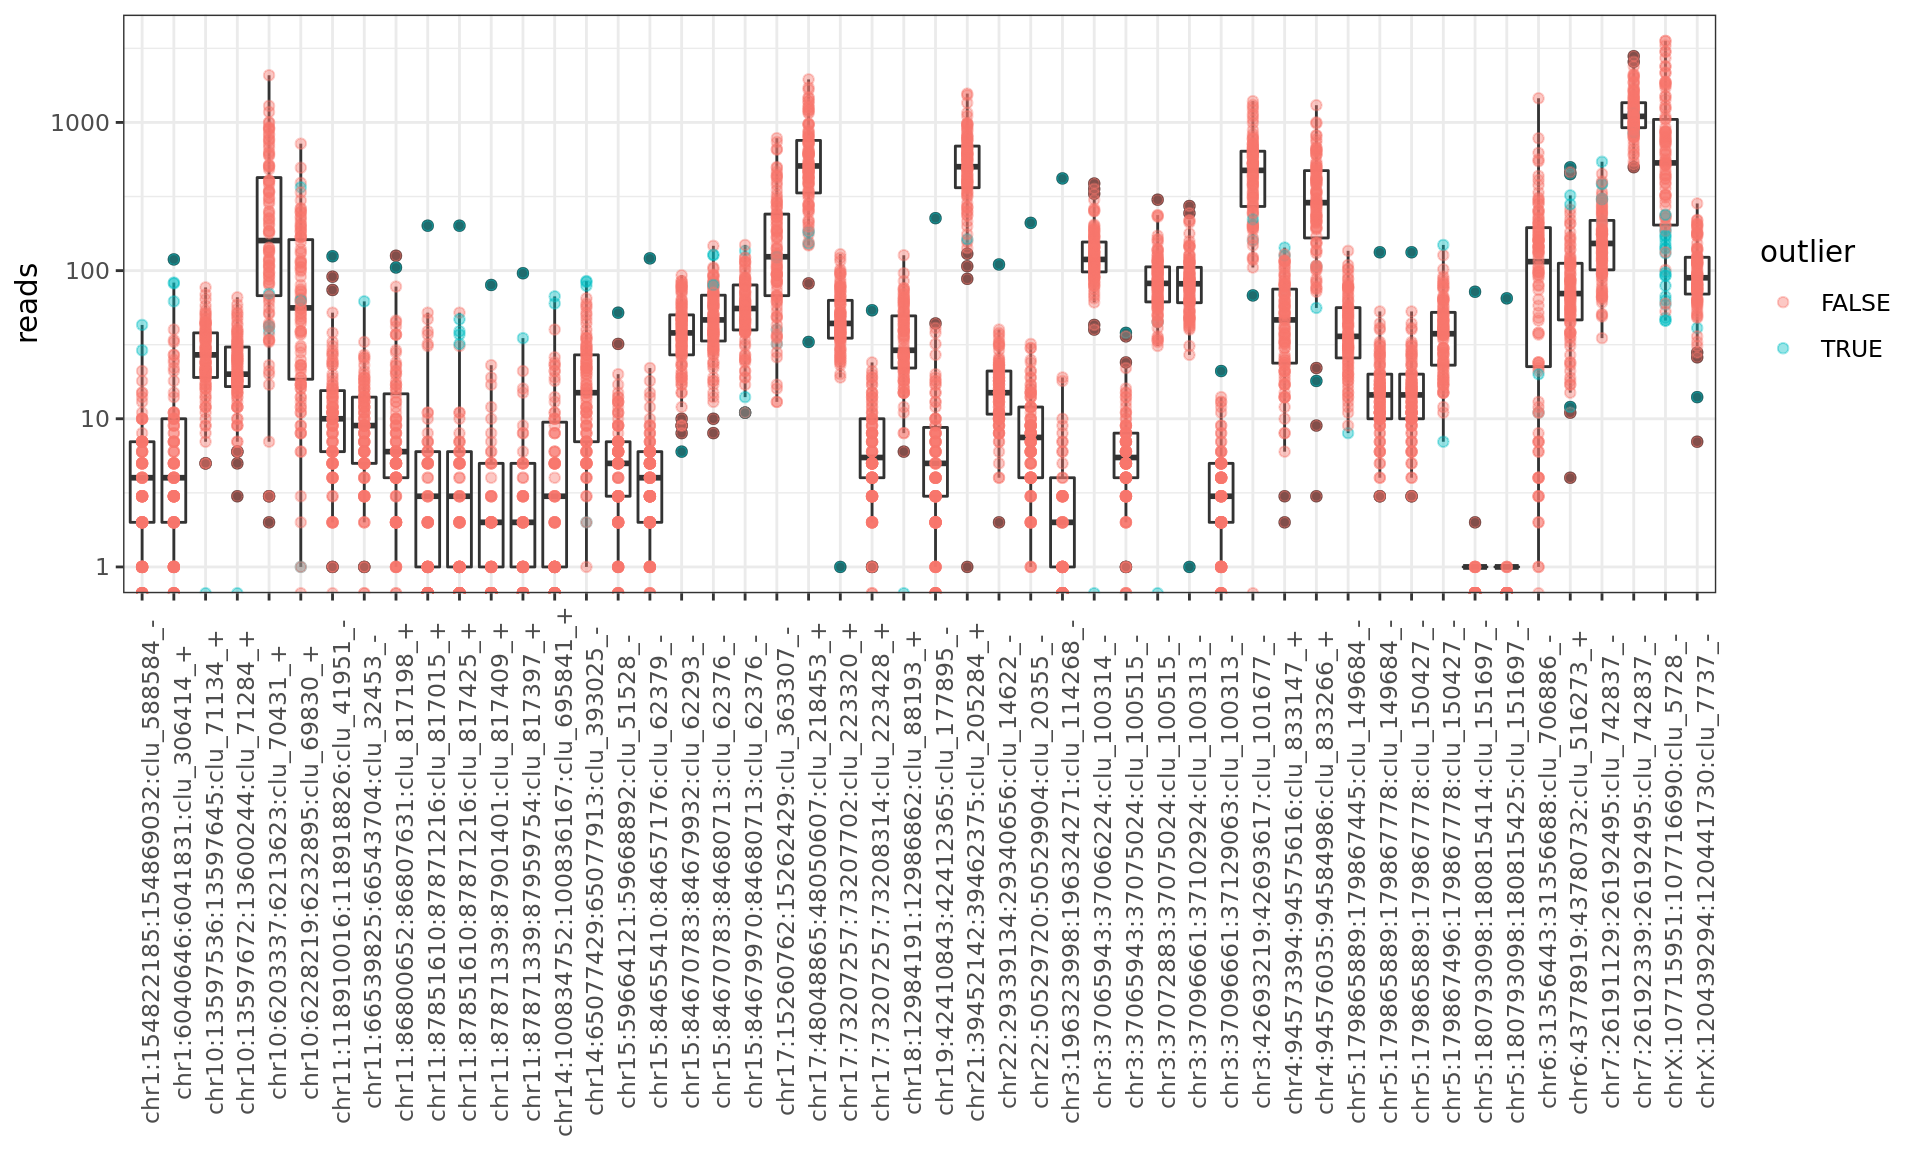 reads
1000
100
10
1
chr1:154822185:154869032:clu_588584_-
chr1:6040646:6041831:clu_306414_+
chr10:13597536:13597645:clu_71134_+
chr10:13597672:13600244:clu_71284_+
chr10:6203337:6213623:clu_70431_+
chr10:6228219:6232895:clu_69830_+
chr11:118910016:118918826:clu_41951_-
chr11:66539825:66543704:clu_32453_-
chr11:86800652:86807631:clu_817198_+
chr11:87851610:87871216:clu_817015_+
chr11:87851610:87871216:clu_817425_+
chr11:87871339:87901401:clu_817409_+
chr11:87871339:87959754:clu_817397_+
chr14:100834752:100836167:clu_695841_+
chr14:65077429:65077913:clu_393025_-
chr15:59664121:59668892:clu_51528_-
chr15:84655410:84657176:clu_62379_-
chr15:84670783:84679932:clu_62293_-
chr15:84670783:84680713:clu_62376_-
chr15:84679970:84680713:clu_62376_-
chr17:15260762:15262429:clu_363307_-
chr17:48048865:48050607:clu_218453_+
chr17:73207257:73207702:clu_223320_+
chr17:73207257:73208314:clu_223428_+
chr18:12984191:12986862:clu_88193_+
chr19:42410843:42412365:clu_177895_-
chr21:39452142:39462375:clu_205284_+
chr22:29339134:29340656:clu_14622_-
chr22:50529720:50529904:clu_20355_-
chr3:196323998:196324271:clu_114268_-
chr3:37065943:37066224:clu_100314_-
chr3:37065943:37075024:clu_100515_-
chr3:37072883:37075024:clu_100515_-
chr3:37096661:37102924:clu_100313_-
chr3:37096661:37129063:clu_100313_-
chr3:42693219:42693617:clu_101677_-
chr4:94573394:94575616:clu_833147_+
chr4:94576035:94584986:clu_833266_+
chr5:179865889:179867445:clu_149684_-
chr5:179865889:179867778:clu_149684_-
chr5:179865889:179867778:clu_150427_-
chr5:179867496:179867778:clu_150427_-
chr5:180793098:180815414:clu_151697_-
chr5:180793098:180815425:clu_151697_-
chr6:31356443:31356688:clu_706886_-
chr6:43778919:43780732:clu_516273_+
chr7:26191129:26192495:clu_742837_-
chr7:26192339:26192495:clu_742837_-
chrX:107715951:107716690:clu_5728_-
chrX:120439294:120441730:clu_7737_-
outlier
FALSE
TRUE